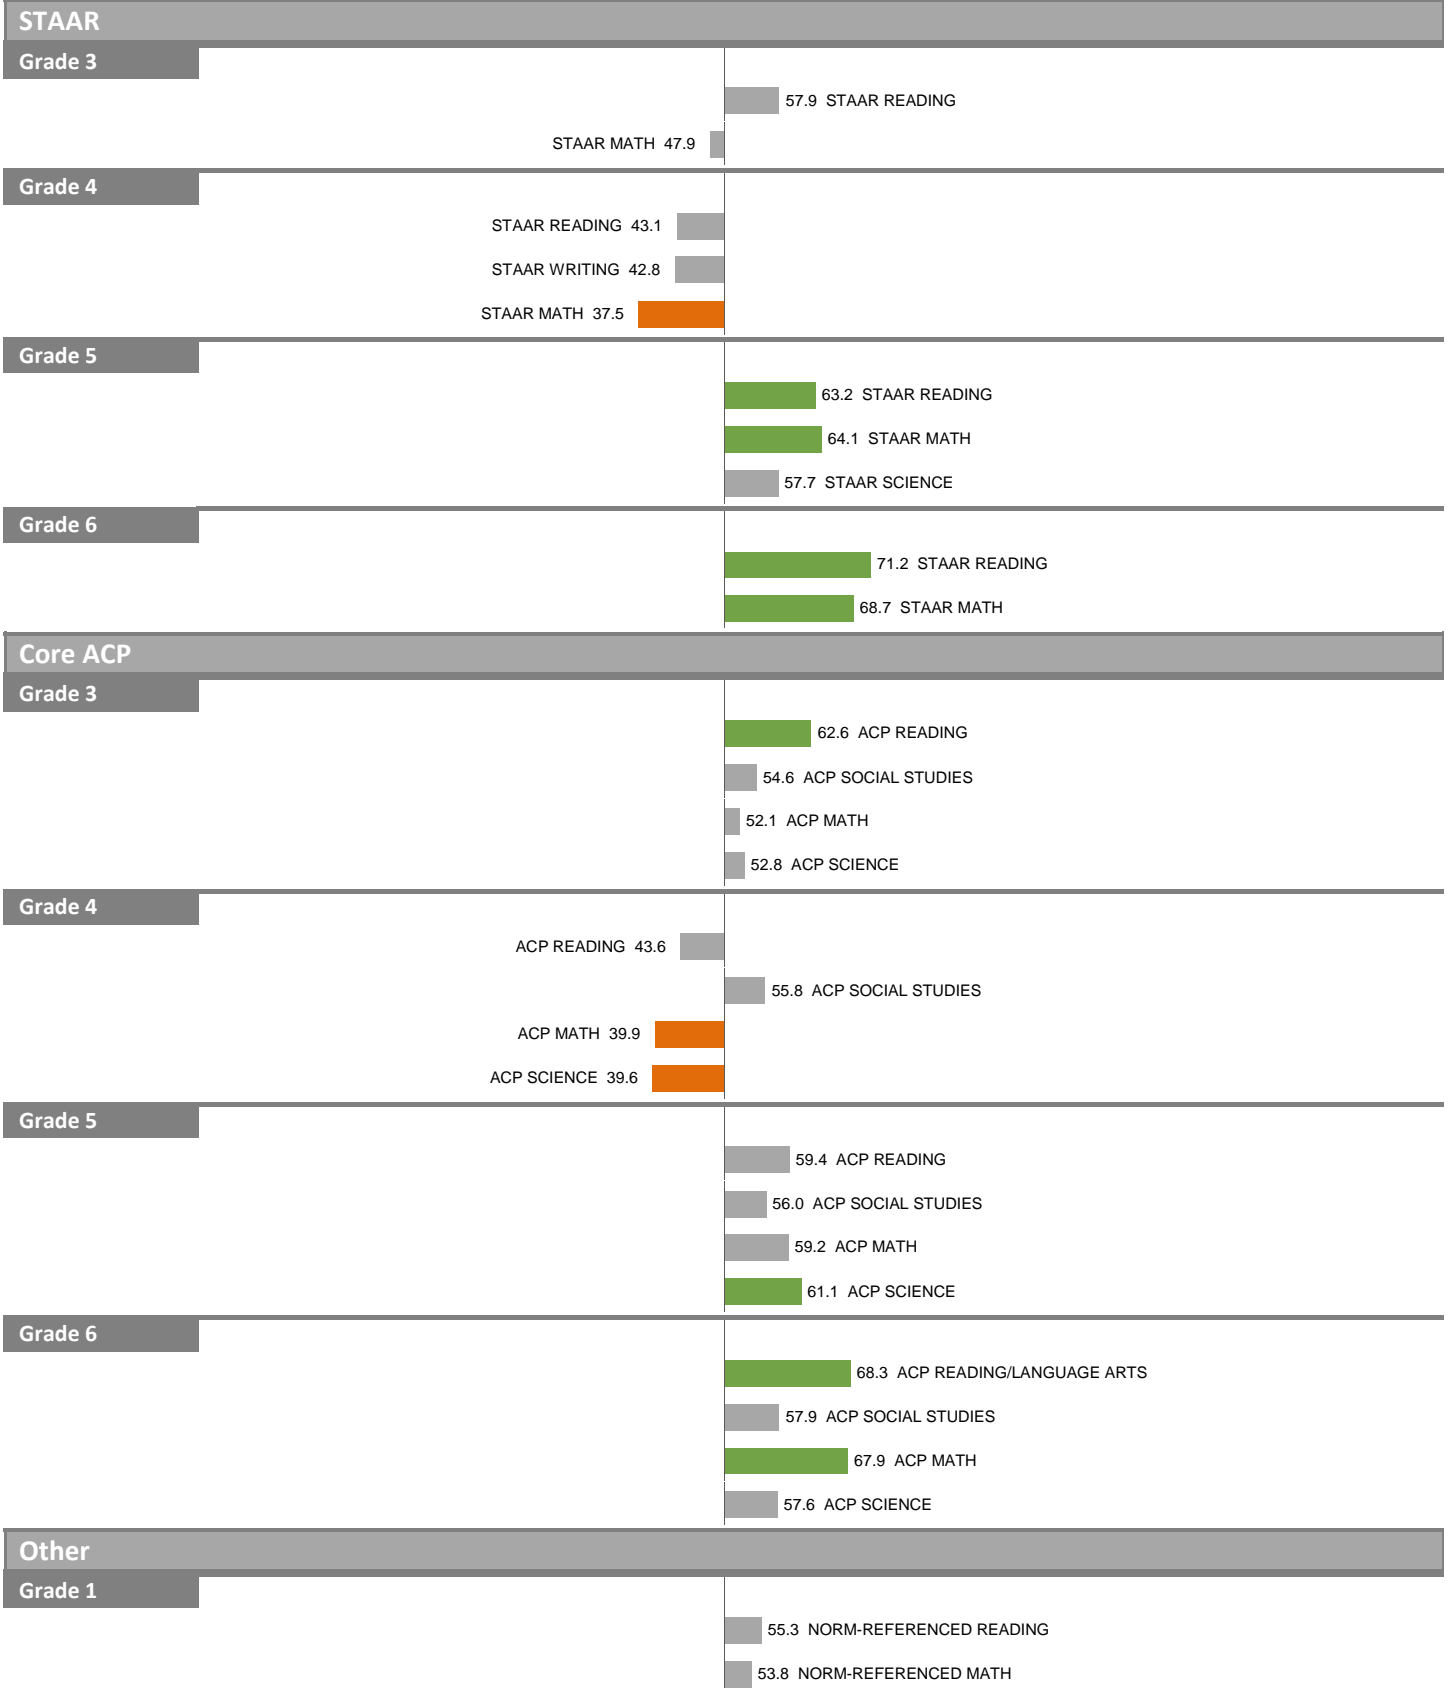 STAAR
Grade 3
57.9 STAAR READING
STAAR MATH 47.9
Grade 4
STAAR READING 43.1
STAAR WRITING 42.8
STAAR MATH 37.5
Grade 5
63.2 STAAR READING
64.1 STAAR MATH
57.7 STAAR SCIENCE
Grade 6
71.2 STAAR READING
68.7 STAAR MATH
Core ACP
Grade 3
62.6 ACP READING
54.6 ACP SOCIAL STUDIES
52.1 ACP MATH
52.8 ACP SCIENCE
Grade 4
ACP READING 43.6
55.8 ACP SOCIAL STUDIES
ACP MATH 39.9
ACP SCIENCE 39.6
Grade 5
59.4 ACP READING
56.0 ACP SOCIAL STUDIES
59.2 ACP MATH
61.1 ACP SCIENCE
Grade 6
68.3 ACP READING/LANGUAGE ARTS
57.9 ACP SOCIAL STUDIES
67.9 ACP MATH
57.6 ACP SCIENCE
Other
Grade 1
55.3 NORM-REFERENCED READING
53.8 NORM-REFERENCED MATH